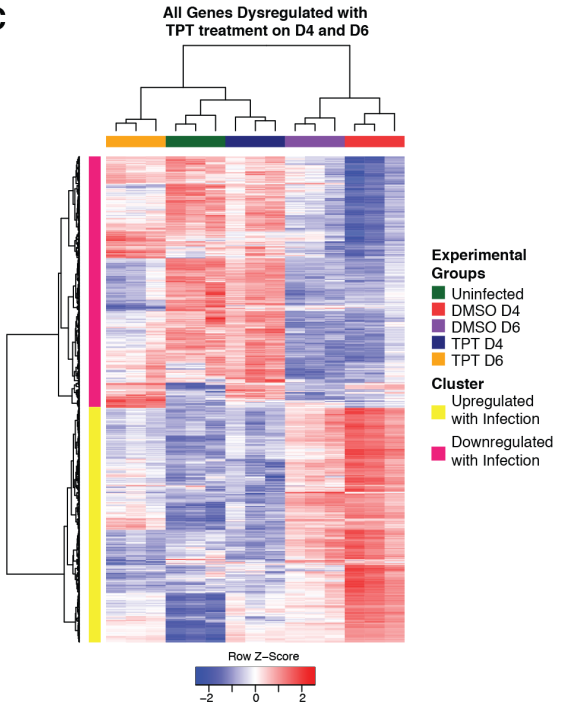 C
All Genes Dysregulated with
TPT treatment on D4 and D6
Experimental
Groups
Uninfected
DMSO D4
DMSO D6
TPT D4
TPT D6
Cluster
Upregulated
with Infection
Downregulated
with Infection
Row Z−Score
−2 0 2